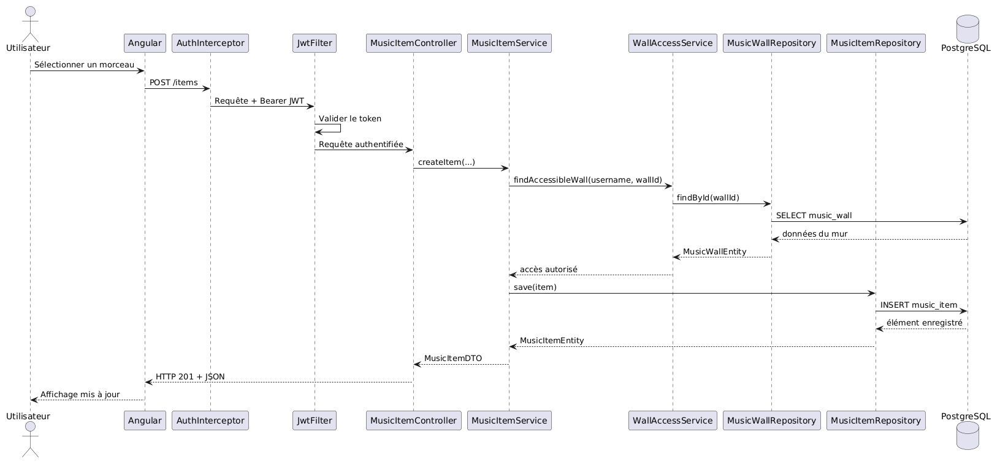 Utilisateur
Angular
AuthInterceptor
JwtFilter
MusicItemController
MusicItemService
WallAccessService
MusicWallRepository
MusicItemRepository
PostgreSQL
Sélectionner un morceau
POST /items
Requête + Bearer JWT
Valider le token
Requête authentifiée
createItem(...)
findAccessibleWall(username, wallId)
findById(wallId)
SELECT music_wall
données du mur
MusicWallEntity
accès autorisé
save(item)
INSERT music_item
élément enregistré
MusicItemEntity
MusicItemDTO
HTTP 201 + JSON
Affichage mis à jour
Utilisateur
Angular
AuthInterceptor
JwtFilter
MusicItemController
MusicItemService
WallAccessService
MusicWallRepository
MusicItemRepository
PostgreSQL